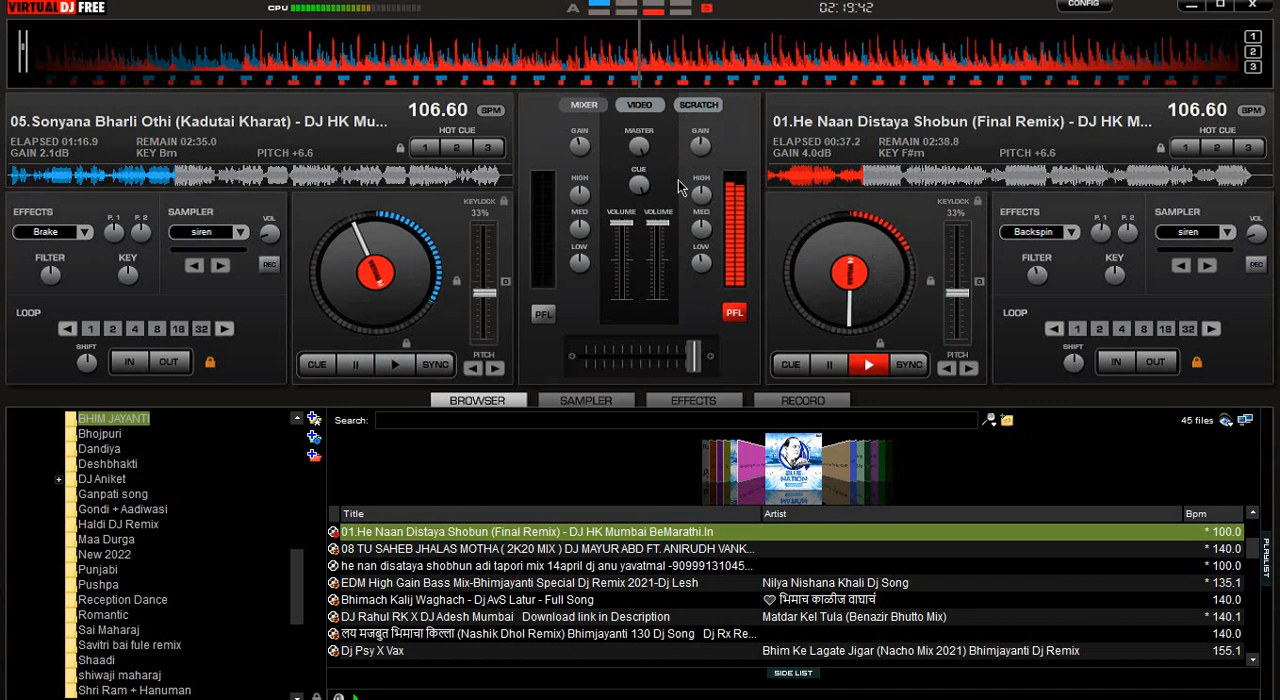 VIRTUAL DJ FREE CPU A B 02:19:42 CONFIG
1
2
3
106.60 BPM
05.Sonyana Bharli Othi (Kadutai Kharat) - DJ HK Mu...
ELAPSED 01:16.9 REMAIN 02:35.0 HOT CUE
GAIN 2.1dB KEY Bm PITCH +6.6 1 2 3
MIXER VIDEO SCRATCH
GAIN MASTER GAIN
CUE
HIGH HIGH
VOLUME VOLUME
MED MED
LOW LOW
PFL PFL
106.60 BPM
01.He Naan Distaya Shobun (Final Remix) - DJ HK M...
ELAPSED 00:37.2 REMAIN 02:38.8 HOT CUE
GAIN 4.0dB KEY F#m PITCH +6.6 1 2 3
EFFECTS P. 1 P. 2 SAMPLER VOL KEYLOCK
33%
Brake siren
FILTER KEY REC
LOOP
1 2 4 8 16 32
SHIFT IN OUT
CUE SYNC PITCH
KEYLOCK EFFECTS P. 1 P. 2 SAMPLER VOL
33%
Backspin siren
FILTER KEY REC
LOOP
1 2 4 8 16 32
SHIFT IN OUT
CUE SYNC PITCH
BROWSER SAMPLER EFFECTS RECORD
BHIM JAYANTI
Bhojpuri
Dandiya
Deshbhakti
DJ Aniket
Ganpati song
Gondi + Aadiwasi
Haldi DJ Remix
Maa Durga
New 2022
Punjabi
Pushpa
Reception Dance
Romantic
Sai Maharaj
Savitri bai fule remix
Shaadi
shiwaji maharaj
Shri Ram + Hanuman
Search: 45 files
BLUE NATION
Title Artist Bpm
01.He Naan Distaya Shobun (Final Remix) - DJ HK Mumbai BeMarathi.In * 100.0
08 TU SAHEB JHALAS MOTHA ( 2K20 MIX ) DJ MAYUR ABD FT. ANIRUDH VANK... * 140.0
he nan disataya shobhun adi tapori mix 14april dj anu yavatmal -90999131045... * 100.0
EDM High Gain Bass Mix-Bhimjayanti Special Dj Remix 2021-Dj Lesh Nilya Nishana Khali Dj Song * 135.1
Bhimach Kalij Waghach - Dj AvS Latur - Full Song भिमाच काळीज वाघाचं 140.0
DJ Rahul RK X DJ Adesh Mumbai Download link in Description Matdar Kel Tula (Benazir Bhutto Mix) * 140.1
लय मजबुत भिमाचा किल्ला (Nashik Dhol Remix) Bhimjayanti 130 Dj Song Dj Rx Re... 140.0
Dj Psy X Vax Bhim Ke Lagate Jigar (Nacho Mix 2021) Bhimjayanti Dj Song 155.1
SIDE LIST
PLAYLIST